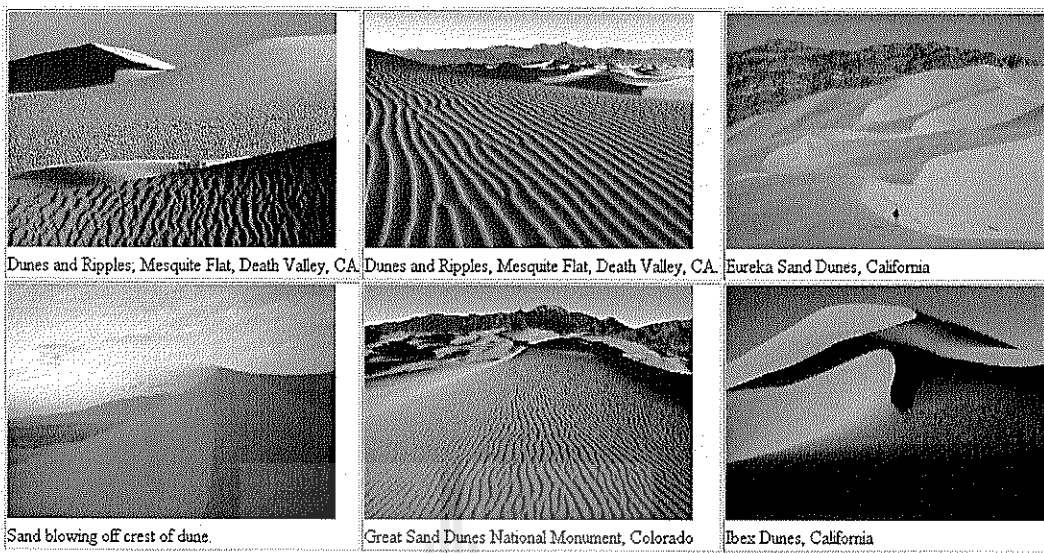 Dunes and Ripples, Mesquite Flat, Death Valley, CA.
Dunes and Ripples, Mesquite Flat, Death Valley, CA.
Eureka Sand Dunes, California
Sand blowing off crest of dune.
Great Sand Dunes National Monument, Colorado
Ibex Dunes, California